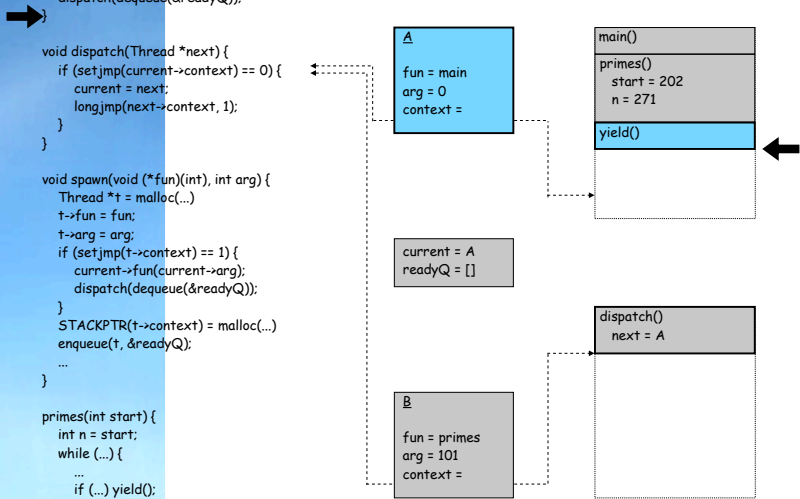 dispatch(dequeue(&readyQ));
}
void dispatch(Thread *next) {
if (setjmp(current->context) == 0) {
current = next;
longjmp(next->context, 1);
}
}
void spawn(void (*fun)(int), int arg) {
Thread *t = malloc(...)
t->fun = fun;
t->arg = arg;
if (setjmp(t->context) == 1) {
current->fun(current->arg);
dispatch(dequeue(&readyQ));
}
STACKPTR(t->context) = malloc(...)
enqueue(t, &readyQ);
...
}
primes(int start) {
int n = start;
while (...) {
...
if (...) yield();
A
fun = main
arg = 0
context =
current = A
readyQ = []
B
fun = primes
arg = 101
context =
main()
primes()
start = 202
n = 271
yield()
dispatch()
next = A